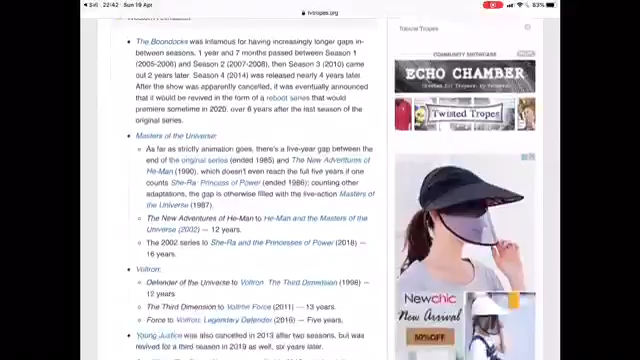 Siri 22:42 Sun 19 Apr
83%
tvtropes.org
The Boondocks was infamous for having increasingly longer gaps in-
between seasons. 1 year and 7 months passed between Season 1
(2005-2006) and Season 2 (2007-2008), then Season 3 (2010) came
out 2 years later. Season 4 (2014) was released nearly 4 years later.
After the show was apparently cancelled, it was eventually announced
that it would be revived in the form of a reboot series that would
premiere sometime in 2020, over 6 years after the last season of the
original series.
Masters of the Universe:
As far as strictly animation goes, there's a five-year gap between the
end of the original series (ended 1985) and The New Adventures of
He-Man (1990), which doesn't even reach the full five years if one
counts She-Ra: Princess of Power (ended 1986); counting other
adaptations, the gap is otherwise filled with the live-action Masters of
the Universe (1987).
The New Adventures of He-Man to He-Man and the Masters of the
Universe (2002) — 12 years.
The 2002 series to She-Ra and the Princesses of Power (2018) —
16 years.
Voltron:
Defender of the Universe to Voltron: The Third Dimension (1998) —
12 years
The Third Dimension to Voltron Force (2011) — 13 years.
Force to Voltron: Legendary Defender (2016) — Five years.
Young Justice was also cancelled in 2013 after two seasons, but was
revived for a third season in 2019 as well, six years later.
Tutorial Tropes
COMMUNITY SHOWCASE
ECHO CHAMBER
Twisted Tropes
Newchic
New Arrival
50%OFF